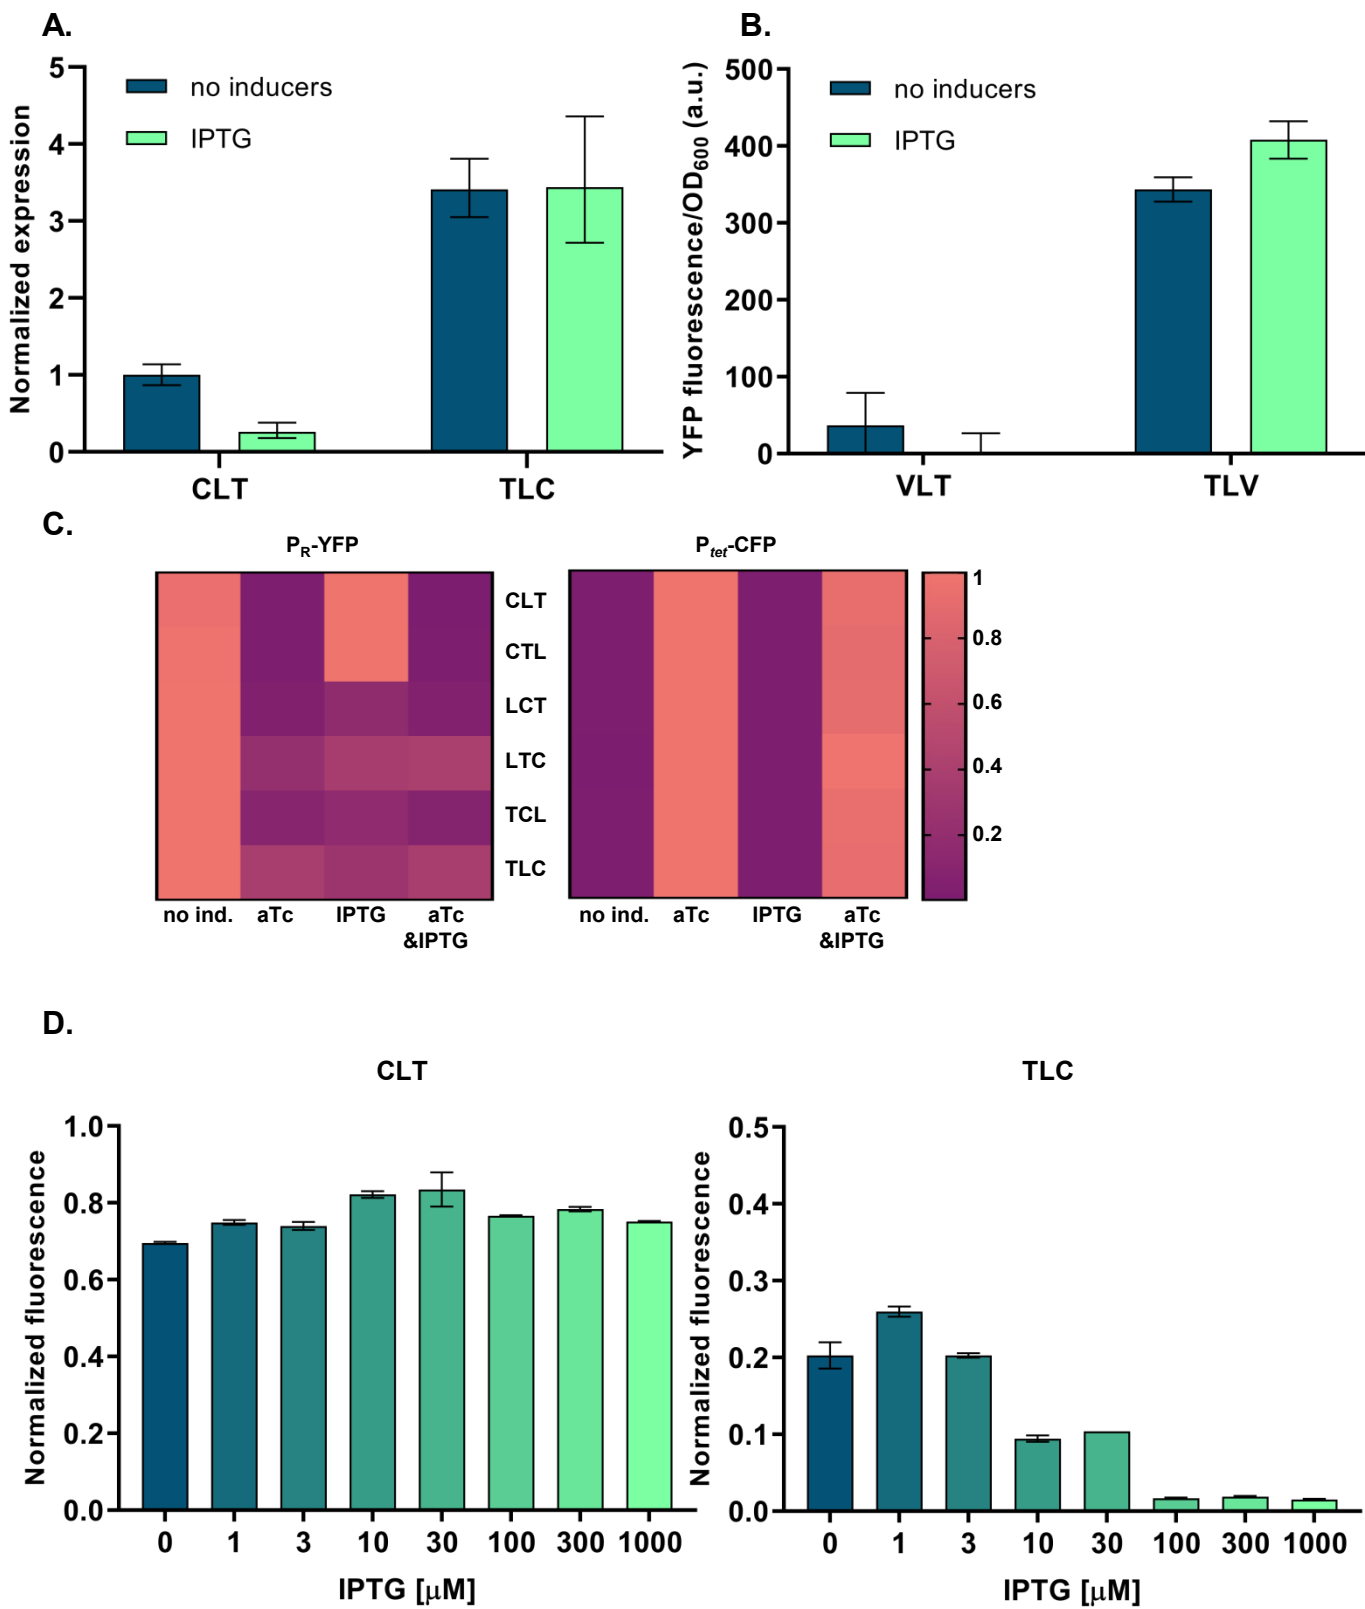 A.
Normalized expression
5
4
3
2
1
0
no inducers
IPTG
CLT
TLC
B.
YFP fluorescence/OD600 (a.u.)
500
400
300
200
100
0
no inducers
IPTG
VLT
TLV
C.
PR-YFP
Ptet-CFP
CLT
CTL
LCT
LTC
TCL
TLC
1
0.8
0.6
0.4
0.2
no ind.
aTc
IPTG
aTc
&IPTG
no ind.
aTc
IPTG
aTc
&IPTG
D.
CLT
Normalized fluorescence
1.0
0.8
0.6
0.4
0.2
0.0
0 1 3 10 30 100 300 1000
IPTG [μM]
TLC
Normalized fluorescence
0.5
0.4
0.3
0.2
0.1
0.0
0 1 3 10 30 100 300 1000
IPTG [μM]